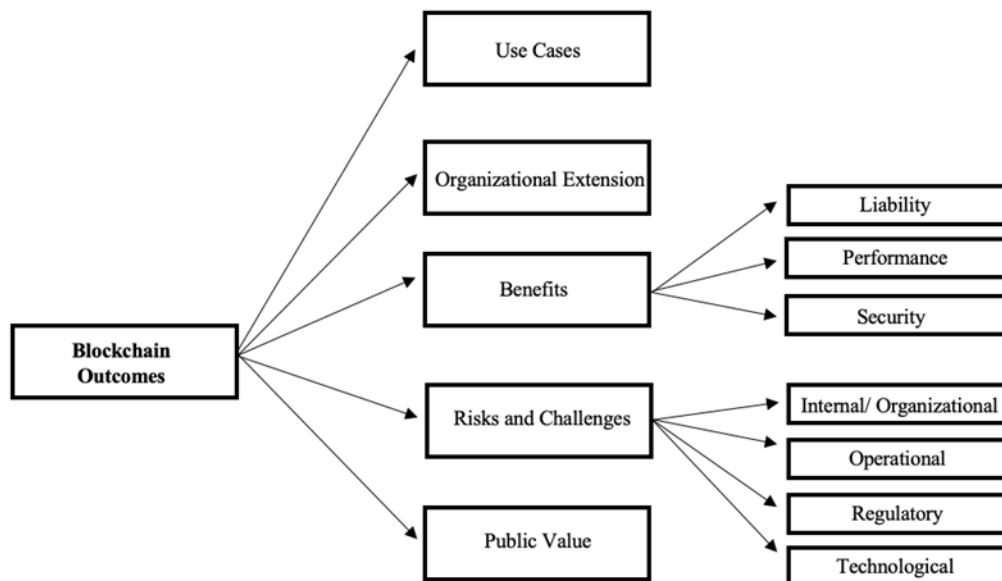 Use Cases
Organizational Extension
Liability
Performance
Benefits
Security
Blockchain
Outcomes
Internal/ Organizational
Risks and Challenges
Operational
Regulatory
Public Value
Technological